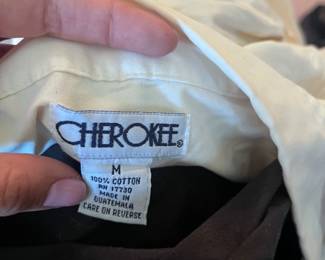 CHEROKEE®
M
100% COTTON
RN 17730
MADE IN
GUATEMALA
CARE ON REVERSE